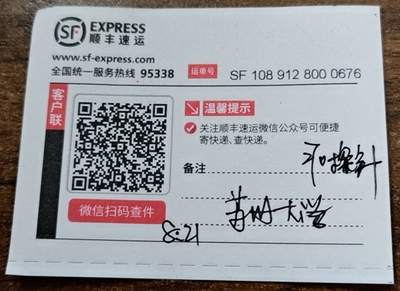 SF EXPRESS
顺丰速运
www.sf-express.com
全国统一服务热线 95338
运单号 SF 108 912 800 0676
客户联
温馨提示
关注顺丰速运微信公众号可便捷
寄快递、查快递。
备注
探针
苏州大学
8.21
微信扫码查件